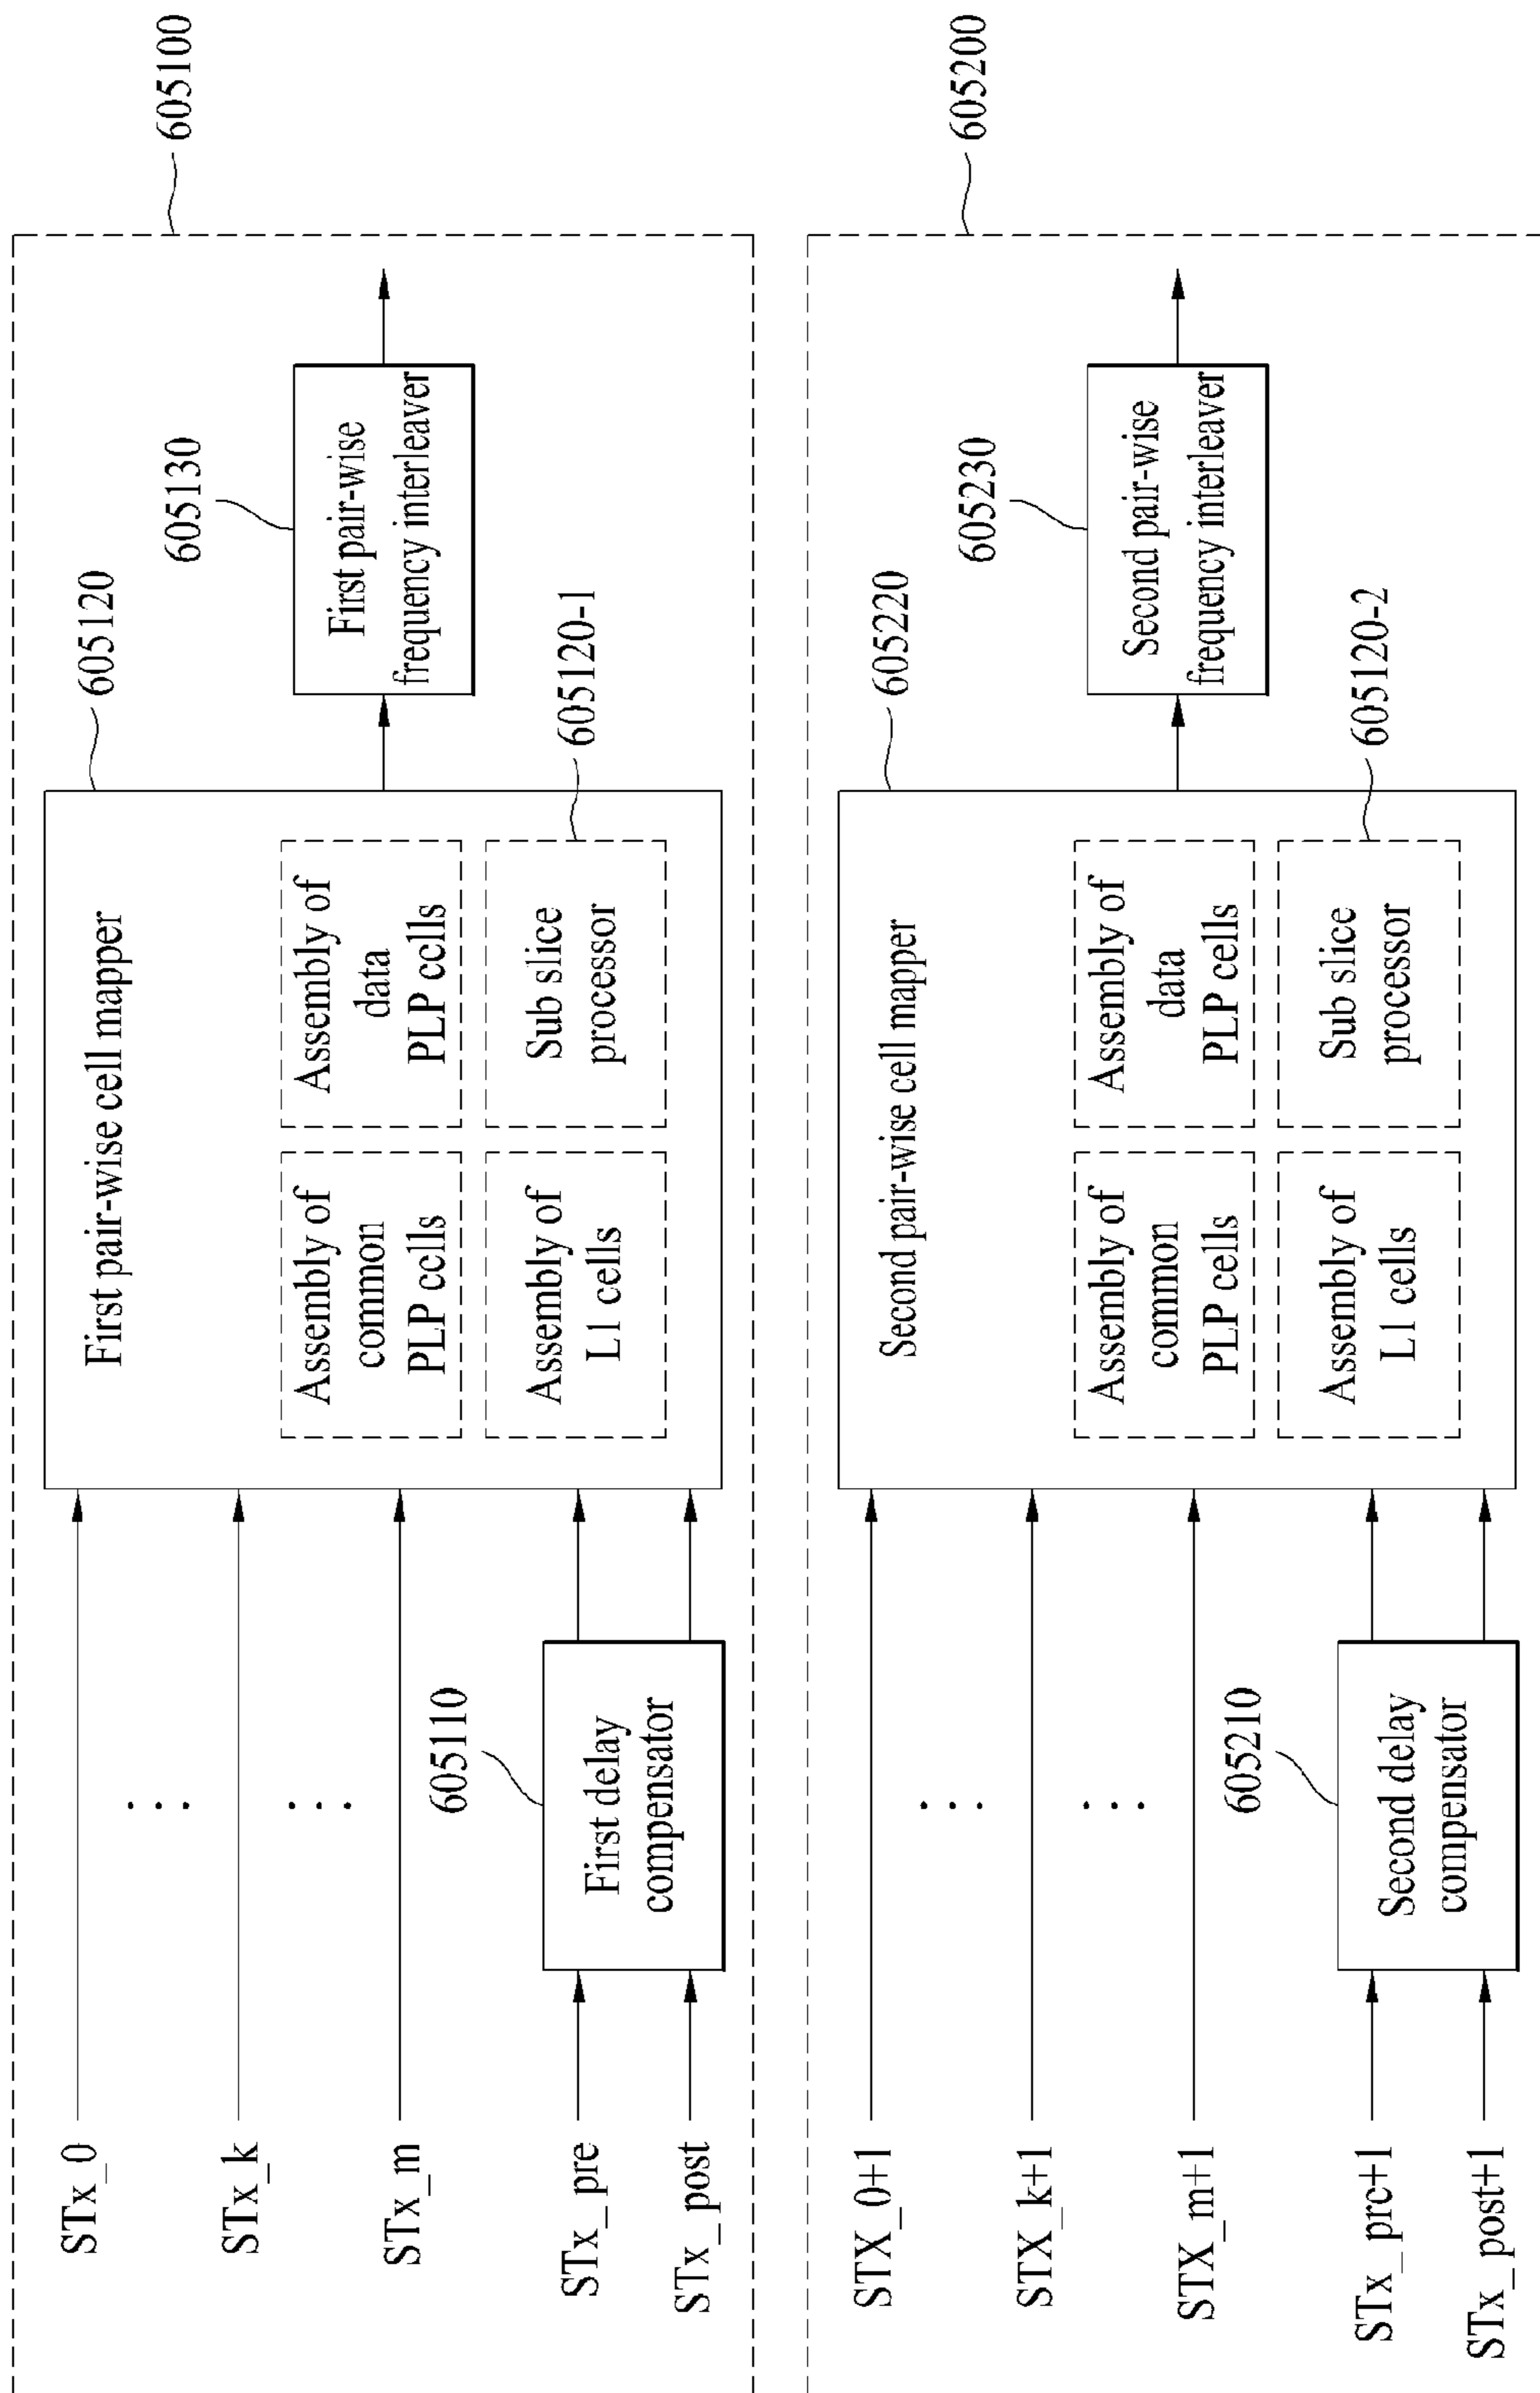 605100
605120
605130
First pair-wise cell mapper
First pair-wise
frequency interleaver
Assembly of
common
PLP cells
Assembly of
data
PLP cells
Assembly of
L1 cells
Sub slice
processor
605120-1
STx_0
STx_k
STx_m
605110
STx_pre
STx_post
First delay
compensator
605200
605220
605230
Second pair-wise cell mapper
Second pair-wise
frequency interleaver
Assembly of
common
PLP cells
Assembly of
data
PLP cells
Assembly of
L1 cells
Sub slice
processor
605120-2
STX_0+1
STX_k+1
STX_m+1
605210
STx_pre+1
STx_post+1
Second delay
compensator